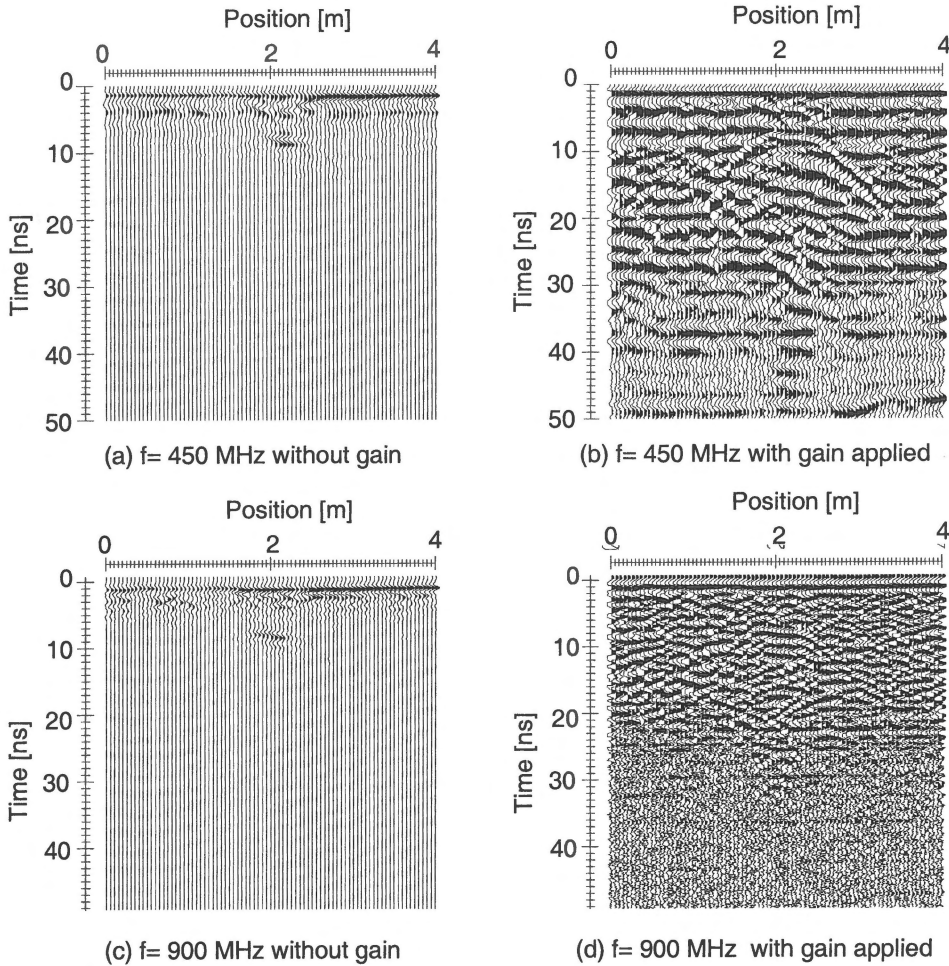 Position [m]
0 2 4
Time [ns]
0
10
20
30
40
50
(a) f= 450 MHz without gain
Position [m]
0 2 4
Time [ns]
0
10
20
30
40
50
(b) f= 450 MHz with gain applied
Position [m]
0 2 4
Time [ns]
0
10
20
30
40
(c) f= 900 MHz without gain
Position [m]
0 2 4
Time [ns]
0
10
20
30
40
(d) f= 900 MHz with gain applied